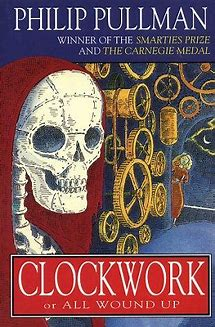 PHILIP PULLMAN
WINNER OF THE SMARTIES PRIZE
AND THE CARNEGIE MEDAL
CLOCKWORK
or ALL WOUND UP